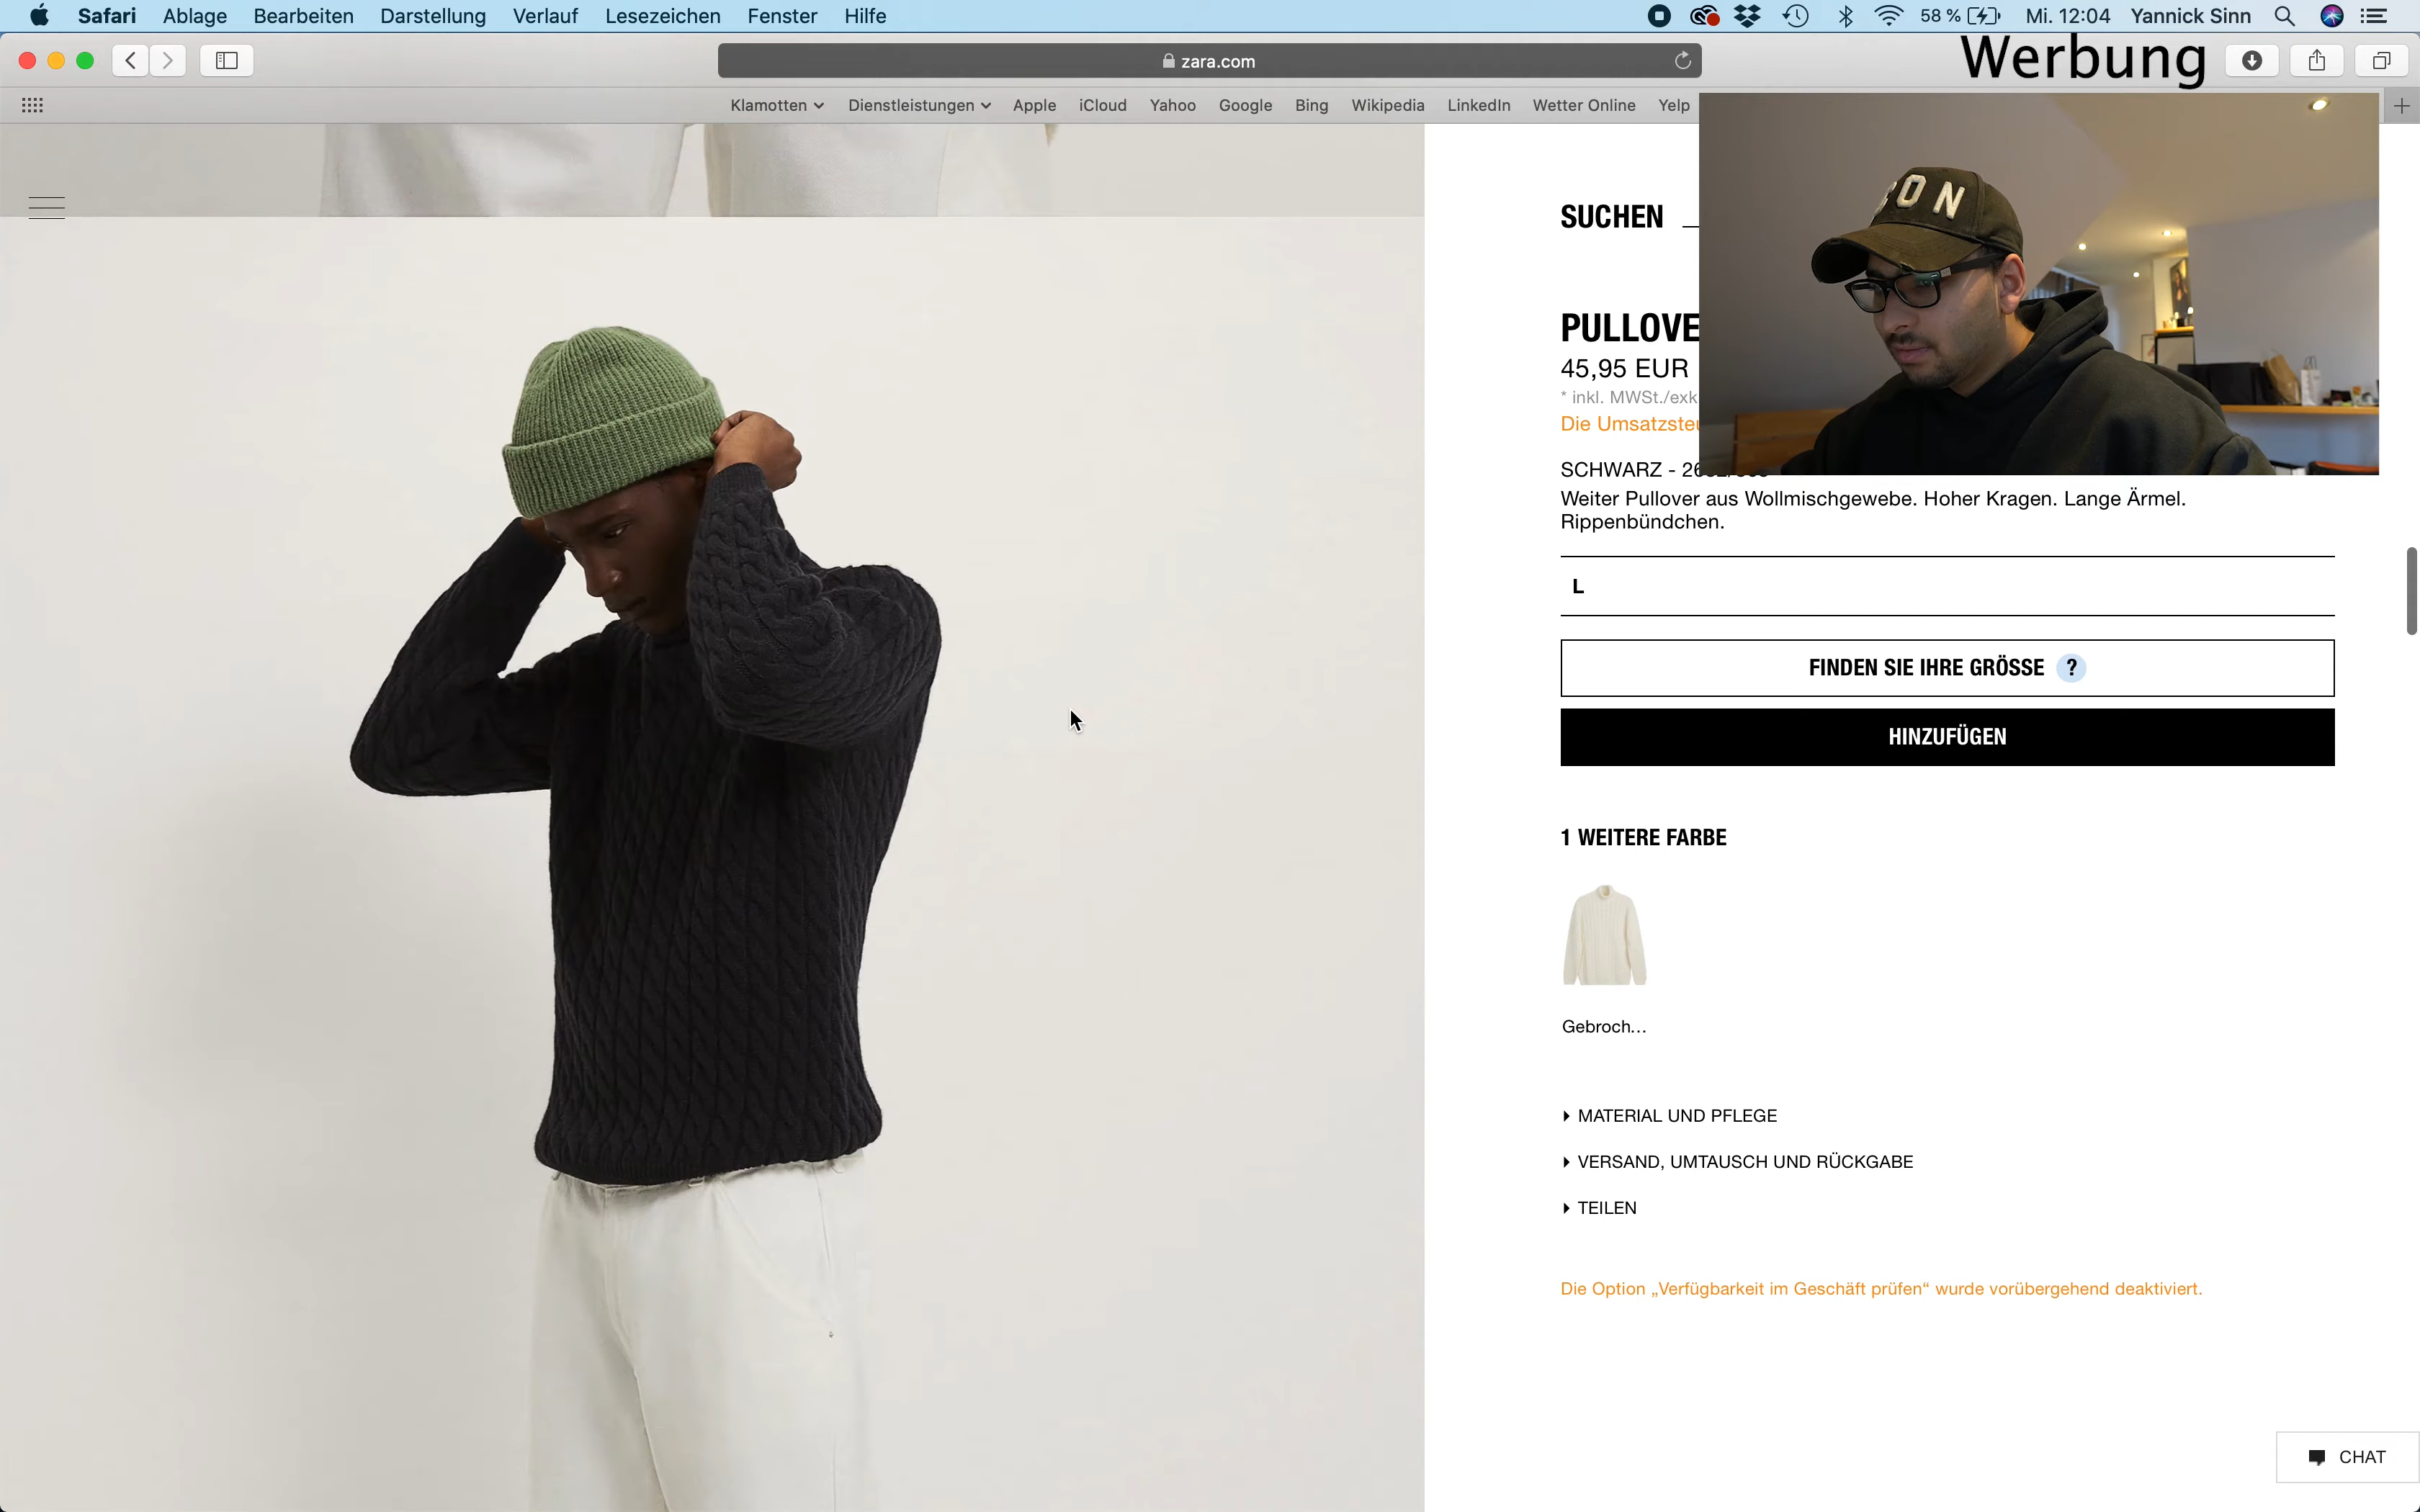 Safari Ablage Bearbeiten Darstellung Verlauf Lesezeichen Fenster Hilfe 58 % Mi. 12:04 Yannick Sinn
zara.com
Werbung
Klamotten Dienstleistungen Apple iCloud Yahoo Google Bing Wikipedia LinkedIn Wetter Online Yelp
SUCHEN
ON
PULLOVE
45,95 EUR
* inkl. MWSt./exk
Die Umsatzsteu
SCHWARZ -
Weiter Pullover aus Wollmischgewebe. Hoher Kragen. Lange Ärmel.
Rippenbündchen.
L
FINDEN SIE IHRE GRÖSSE ?
HINZUFÜGEN
1 WEITERE FARBE
Gebroch...
MATERIAL UND PFLEGE
VERSAND, UMTAUSCH UND RÜCKGABE
TEILEN
Die Option „Verfügbarkeit im Geschäft prüfen“ wurde vorübergehend deaktiviert.
CHAT